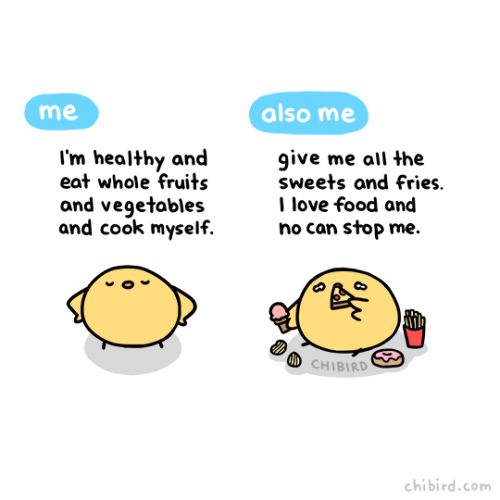 me
I'm healthy and
eat whole fruits
and vegetables
and cook myself.
also me
give me all the
sweets and fries.
I love food and
no can stop me.
CHIBIRD
chibird.com